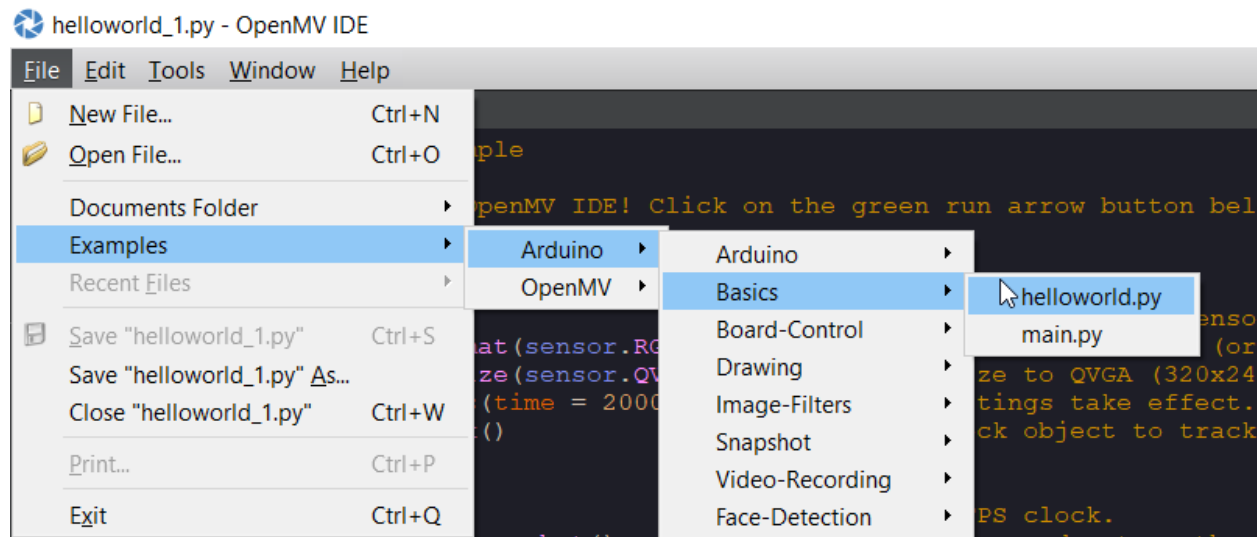 helloworld_1.py - OpenMV IDE
File Edit Tools Window Help
New File... Ctrl+N
Open File... Ctrl+O
Documents Folder
Examples
Recent Files
Save "helloworld_1.py" Ctrl+S
Save "helloworld_1.py" As...
Close "helloworld_1.py" Ctrl+W
Print... Ctrl+P
Exit Ctrl+Q
Arduino
OpenMV
Arduino
Basics
Board-Control
Drawing
Image-Filters
Snapshot
Video-Recording
Face-Detection
helloworld.py
main.py
ple
penMV IDE! Click on the green run arrow button bel
enso
at(sensor.RG (or
ze(sensor.QV ze to QVGA (320x24
(time = 2000 tings take effect.
() ck object to track
PS clock.